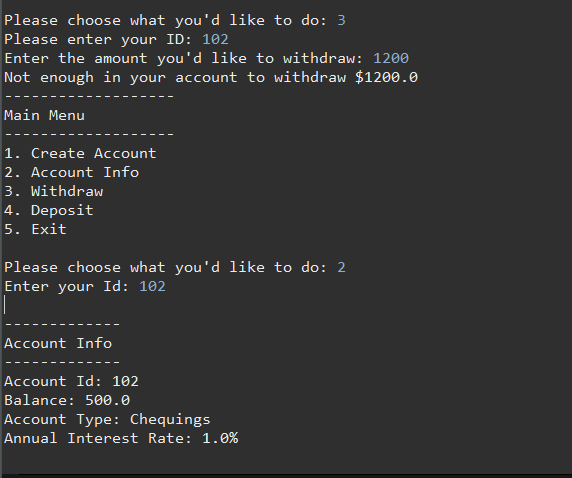 Please choose what you'd like to do: 3
Please enter your ID: 102
Enter the amount you'd like to withdraw: 1200
Not enough in your account to withdraw $1200.0
-------------------
Main Menu
-------------------
1. Create Account
2. Account Info
3. Withdraw
4. Deposit
5. Exit
Please choose what you'd like to do: 2
Enter your Id: 102
-------------
Account Info
-------------
Account Id: 102
Balance: 500.0
Account Type: Chequings
Annual Interest Rate: 1.0%